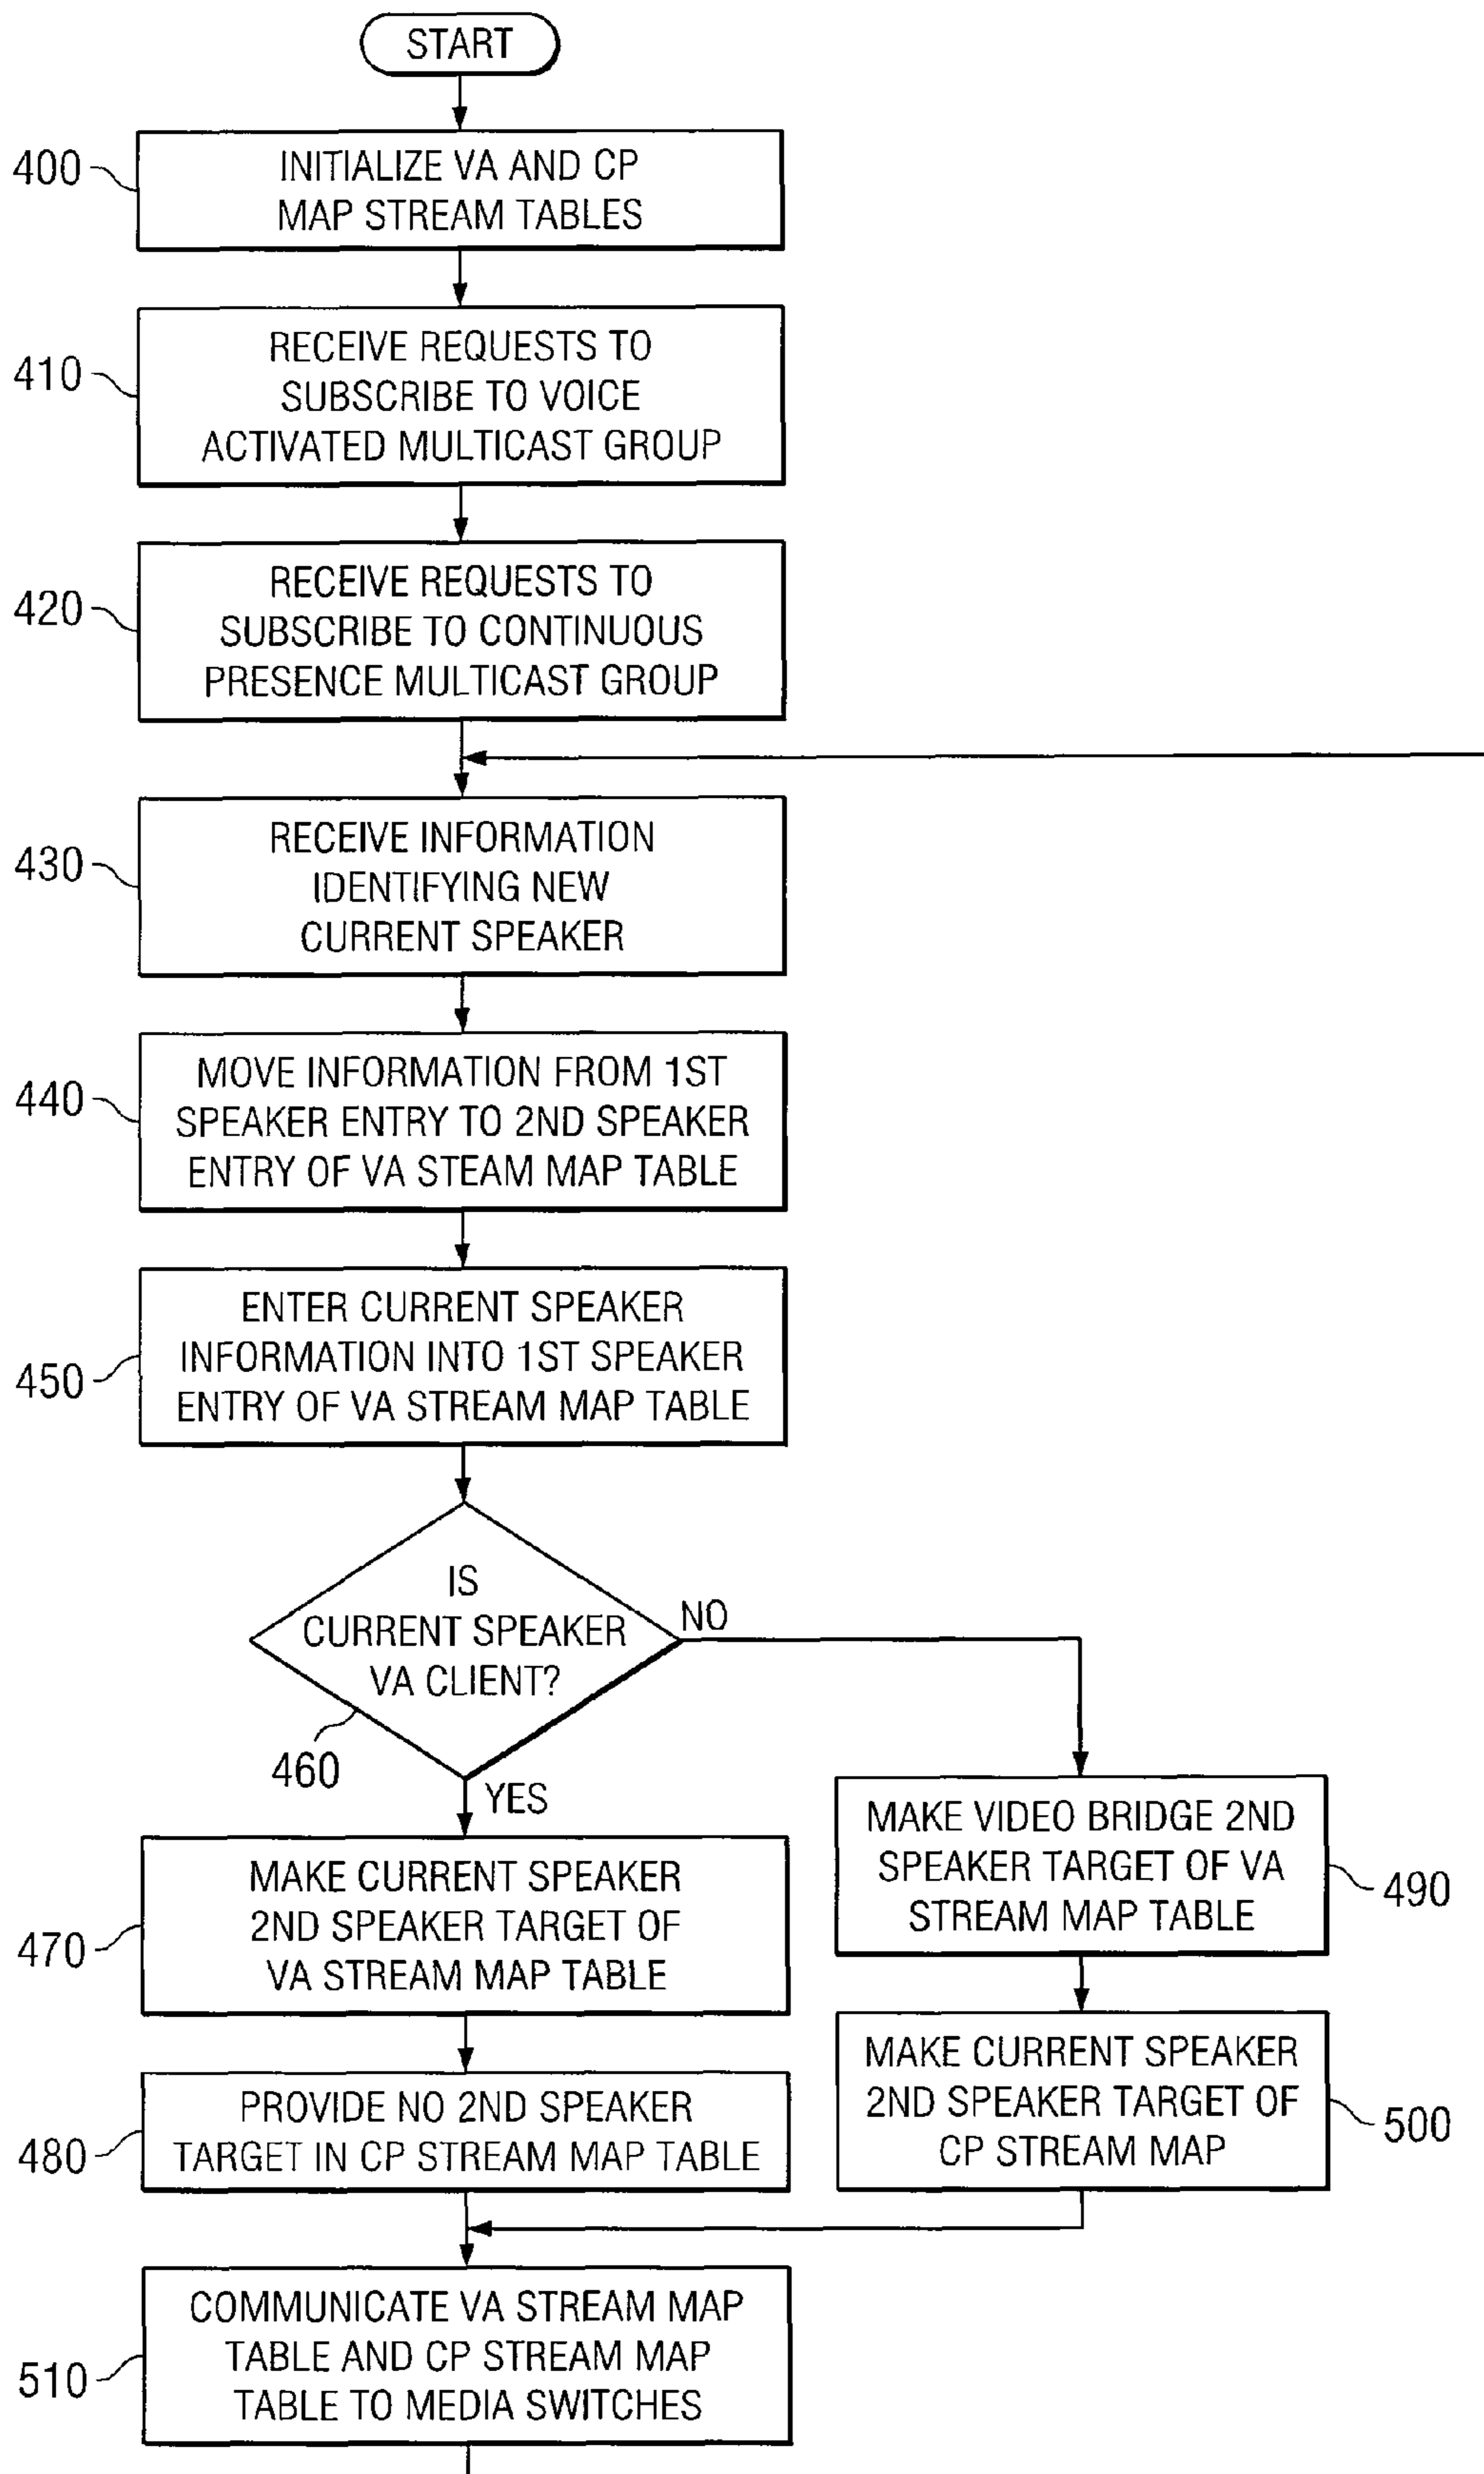 START
400
INITIALIZE VA AND CP
MAP STREAM TABLES
410
RECEIVE REQUESTS TO
SUBSCRIBE TO VOICE
ACTIVATED MULTICAST GROUP
420
RECEIVE REQUESTS TO
SUBSCRIBE TO CONTINUOUS
PRESENCE MULTICAST GROUP
430
RECEIVE INFORMATION
IDENTIFYING NEW
CURRENT SPEAKER
440
MOVE INFORMATION FROM 1ST
SPEAKER ENTRY TO 2ND SPEAKER
ENTRY OF VA STEAM MAP TABLE
450
ENTER CURRENT SPEAKER
INFORMATION INTO 1ST SPEAKER
ENTRY OF VA STREAM MAP TABLE
IS
CURRENT SPEAKER
VA CLIENT?
460
NO
YES
470
MAKE CURRENT SPEAKER
2ND SPEAKER TARGET OF
VA STREAM MAP TABLE
480
PROVIDE NO 2ND SPEAKER
TARGET IN CP STREAM MAP TABLE
MAKE VIDEO BRIDGE 2ND
SPEAKER TARGET OF VA
STREAM MAP TABLE
490
MAKE CURRENT SPEAKER
2ND SPEAKER TARGET OF
CP STREAM MAP
500
510
COMMUNICATE VA STREAM MAP
TABLE AND CP STREAM MAP
TABLE TO MEDIA SWITCHES